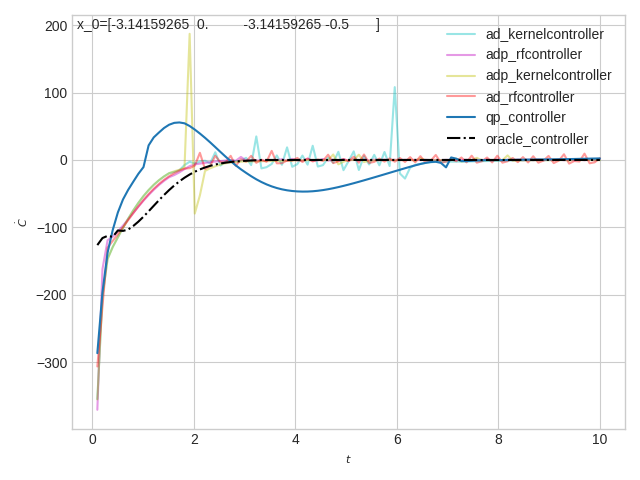 x_0=[-3.14159265  0.         -3.14159265 -0.5       ]
ad_kernelcontroller
adp_rfcontroller
adp_kernelcontroller
ad_rfcontroller
qp_controller
oracle_controller
200
100
0
−100
−200
−300
Ċ
0
2
4
6
8
10
t